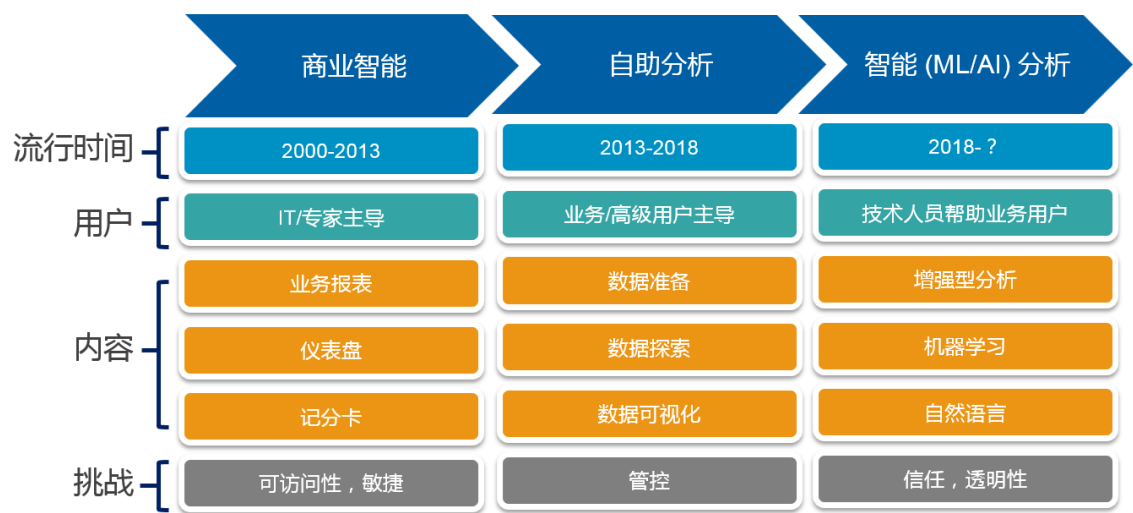 商业智能
自助分析
智能 (ML/AI) 分析
流行时间
2000-2013
2013-2018
2018-？
用户
IT/专家主导
业务/高级用户主导
技术人员帮助业务用户
内容
业务报表
数据准备
增强型分析
仪表盘
数据探索
机器学习
记分卡
数据可视化
自然语言
挑战
可访问性，敏捷
管控
信任，透明性